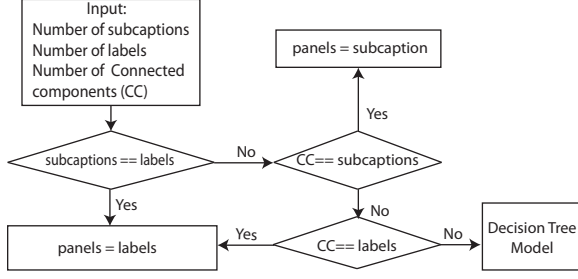 Input:
Number of subcaptions
Number of labels
Number of Connected
components (CC)
panels = subcaption
Yes
subcaptions == labels
No
CC== subcaptions
Yes
No
panels = labels
Yes
CC== labels
No
Decision Tree
Model